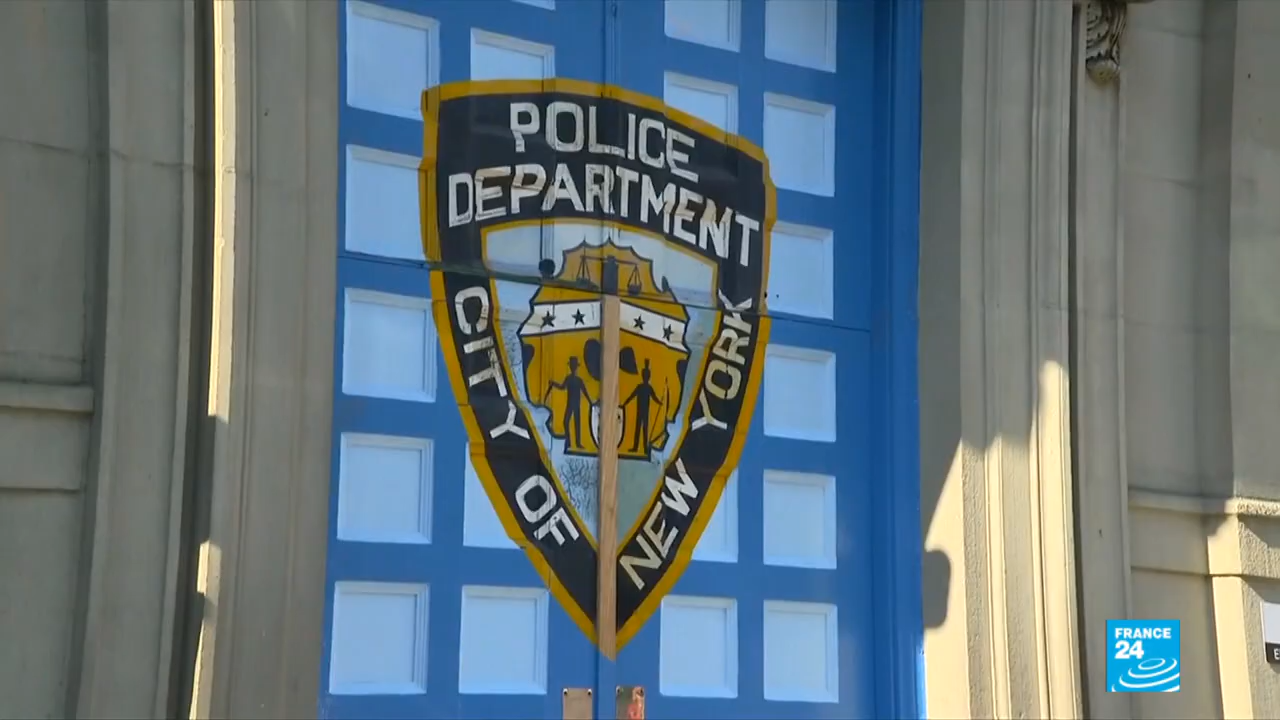 POLICE
DEPARTMENT
CITY OF
NEW YORK
FRANCE
24
E